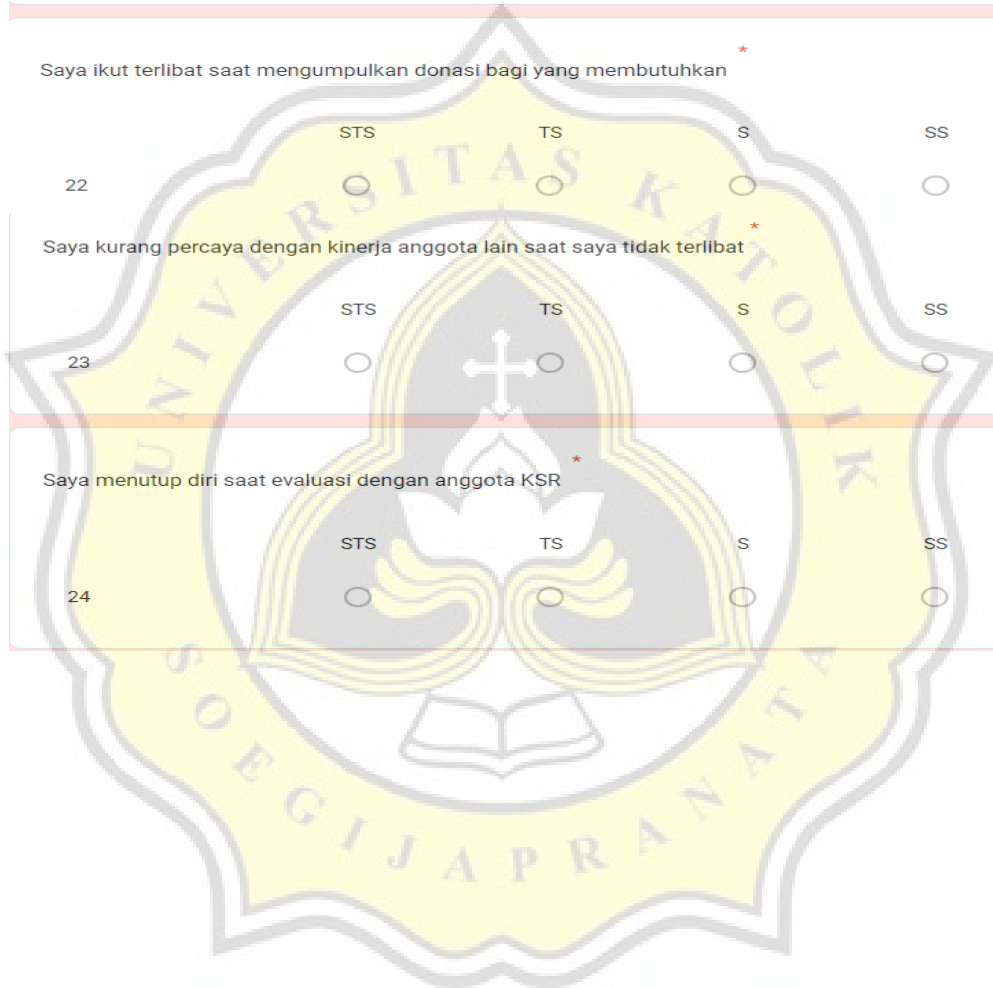 Saya ikut terlibat saat mengumpulkan donasi bagi yang membutuhkan *
STS TS S SS
22
Saya kurang percaya dengan kinerja anggota lain saat saya tidak terlibat *
STS TS S SS
23
Saya menutup diri saat evaluasi dengan anggota KSR *
STS TS S SS
24
UNIVERSITAS KATOLIK
SOEGIJAPRANATA